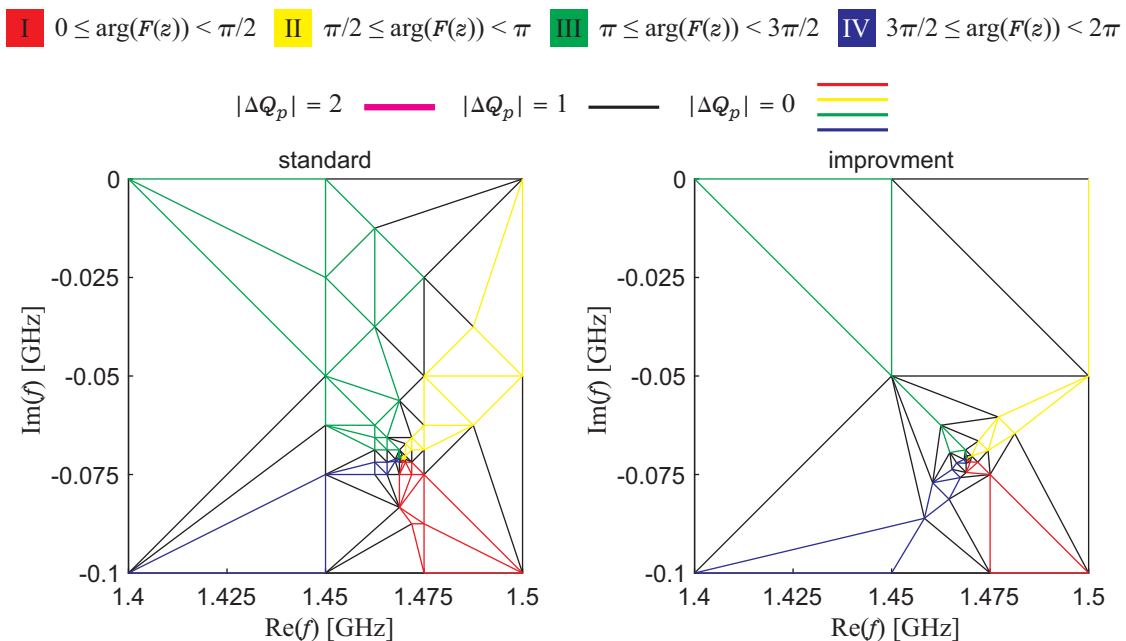 I 0 ≤ arg(F(z)) < π/2 II π/2 ≤ arg(F(z)) < π III π ≤ arg(F(z)) < 3π/2 IV 3π/2 ≤ arg(F(z)) < 2π
|ΔQp| = 2 |ΔQp| = 1 |ΔQp| = 0
standard
0
-0.025
-0.05
-0.075
-0.1
Im(f) [GHz]
1.4 1.425 1.45 1.475 1.5
Re(f) [GHz]
improvment
0
-0.025
-0.05
-0.075
-0.1
Im(f) [GHz]
1.4 1.425 1.45 1.475 1.5
Re(f) [GHz]